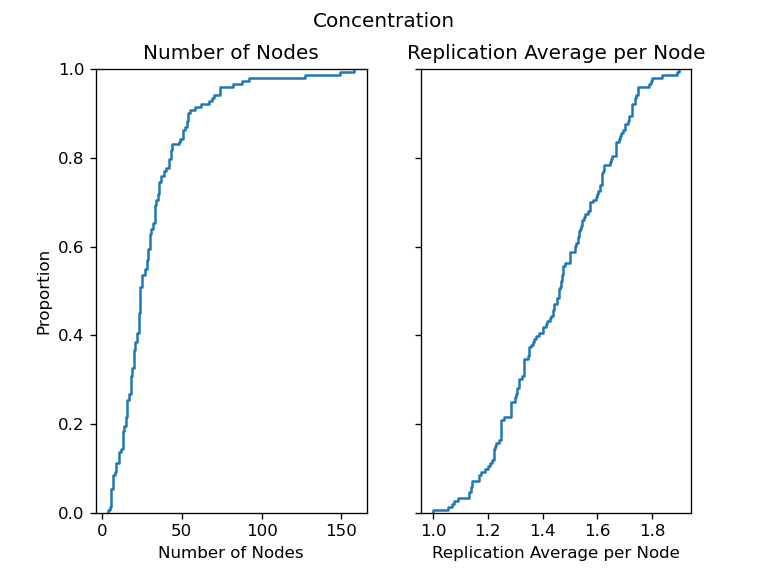 Concentration
Number of Nodes
Replication Average per Node
Proportion
1.0
0.8
0.6
0.4
0.2
0.0
0 50 100 150
1.0 1.2 1.4 1.6 1.8
Number of Nodes
Replication Average per Node